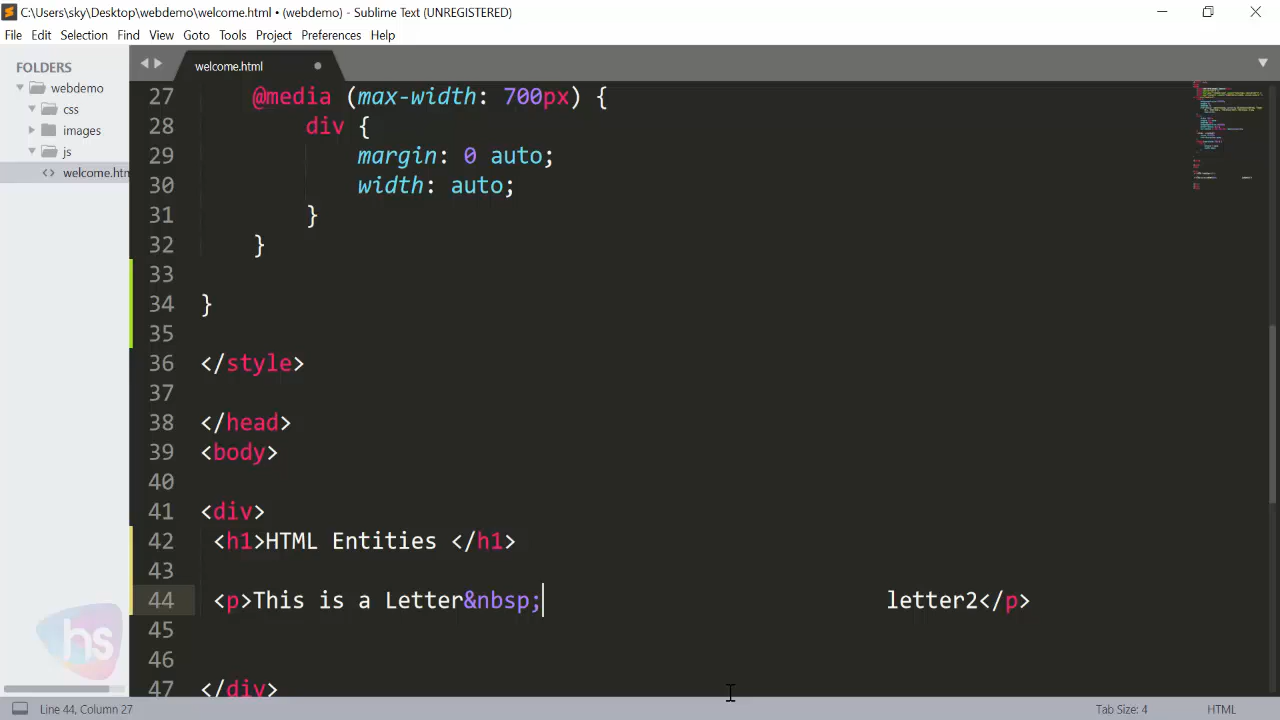 C:\Users\sky\Desktop\webdemo\welcome.html • (webdemo) - Sublime Text (UNREGISTERED)
File Edit Selection Find View Goto Tools Project Preferences Help
FOLDERS
webdemo
css
images
js
welcome.htm
welcome.html
27 @media (max-width: 700px) {
28 div {
29 margin: 0 auto;
30 width: auto;
31 }
32 }
33
34 }
35
36 </style>
37
38 </head>
39 <body>
40
41 <div>
42 <h1>HTML Entities </h1>
43
44 <p>This is a Letter&nbsp; letter2</p>
45
46
47 </div>
hs
Line 44, Column 27 Tab Size: 4 HTML